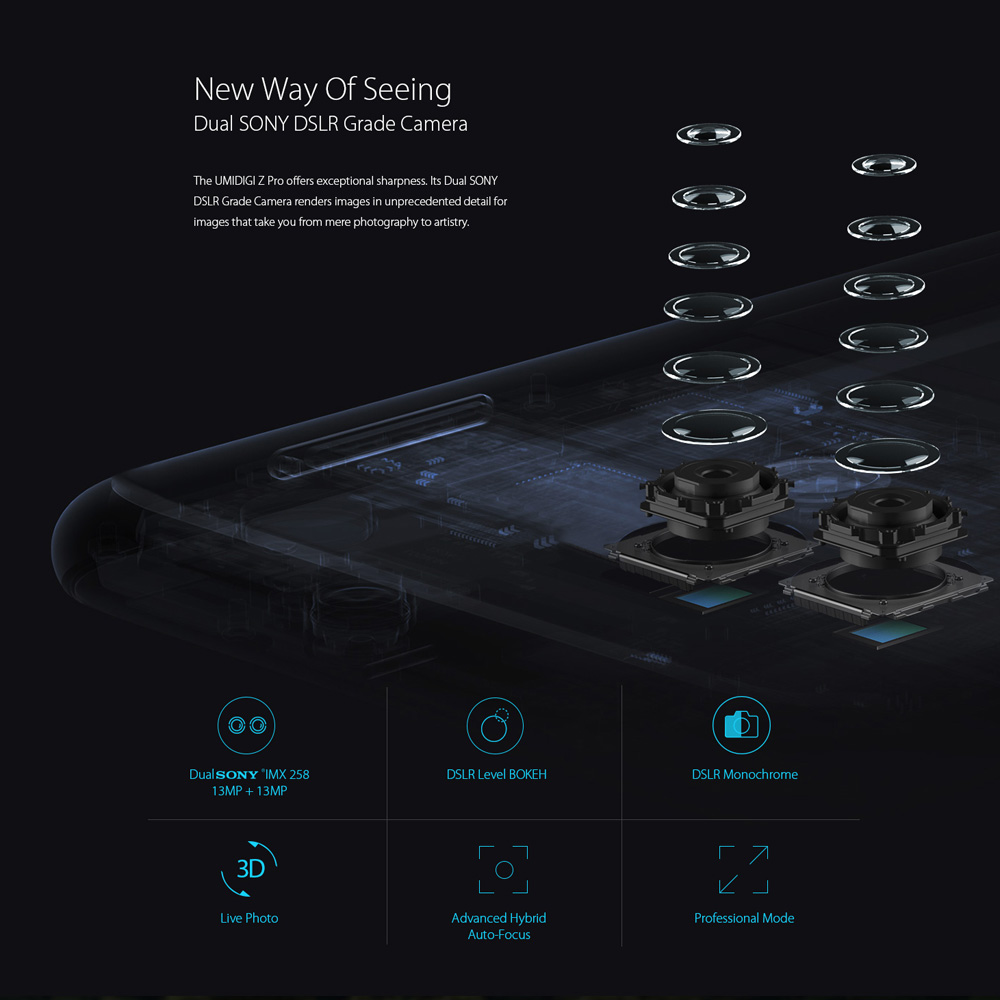 New Way Of Seeing
Dual SONY DSLR Grade Camera
The UMIDIGI Z Pro offers exceptional sharpness. Its Dual SONY
DSLR Grade Camera renders images in unprecedented detail for
images that take you from mere photography to artistry.
Dual SONY ®IMX 258
13MP + 13MP
DSLR Level BOKEH
DSLR Monochrome
3D
Live Photo
Advanced Hybrid
Auto-Focus
Professional Mode